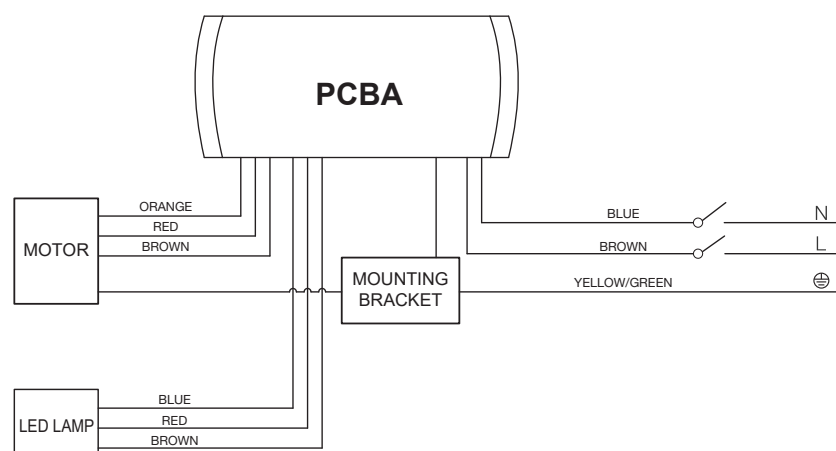 PCBA
ORANGE
RED
BROWN
MOTOR
BLUE
N
BROWN
L
MOUNTING
BRACKET
YELLOW/GREEN
BLUE
RED
LED LAMP
BROWN